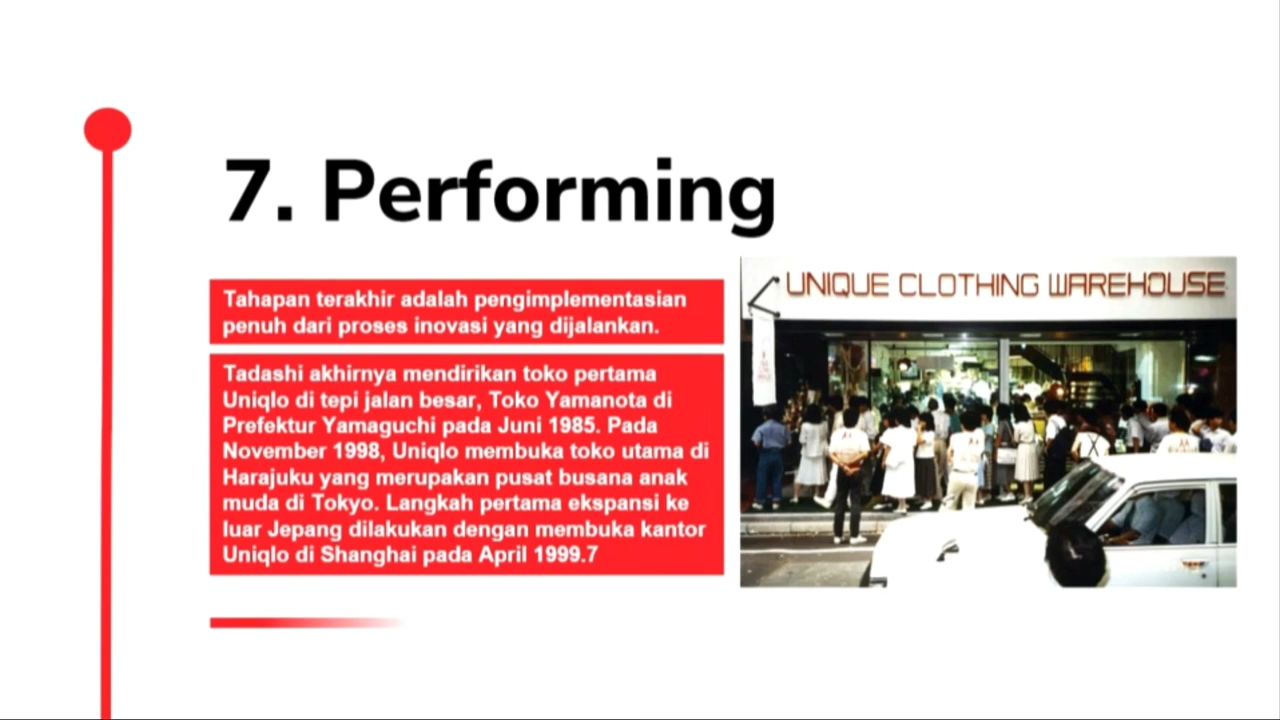 7. Performing
Tahapan terakhir adalah pengimplementasian
penuh dari proses inovasi yang dijalankan.
Tadashi akhirnya mendirikan toko pertama
Uniqlo di tepi jalan besar, Toko Yamanota di
Prefektur Yamaguchi pada Juni 1985. Pada
November 1998, Uniqlo membuka toko utama di
Harajuku yang merupakan pusat busana anak
muda di Tokyo. Langkah pertama ekspansi ke
luar Jepang dilakukan dengan membuka kantor
Uniqlo di Shanghai pada April 1999.7
UNIQUE CLOTHING WAREHOUSE